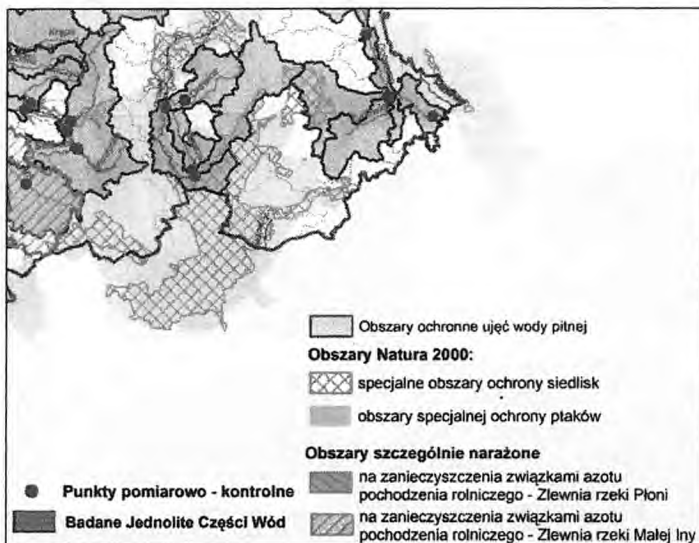 Obszary ochronne ujęć wody pitnej
Obszary Natura 2000:
specjalne obszary ochrony siedlisk
obszary specjalnej ochrony ptaków
Obszary szczególnie narażone
na zanieczyszczenia związkami azotu
pochodzenia rolniczego - Zlewnia rzeki Płoni
na zanieczyszczenia związkami azotu
pochodzenia rolniczego - Zlewnia rzeki Małej Iny
Punkty pomiarowo - kontrolne
Badane Jednolite Części Wód